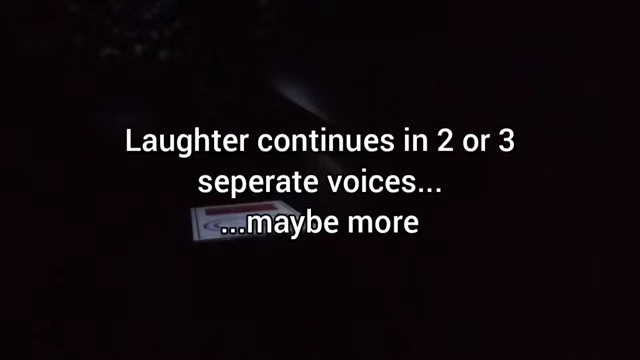 Laughter continues in 2 or 3
seperate voices...
...maybe more